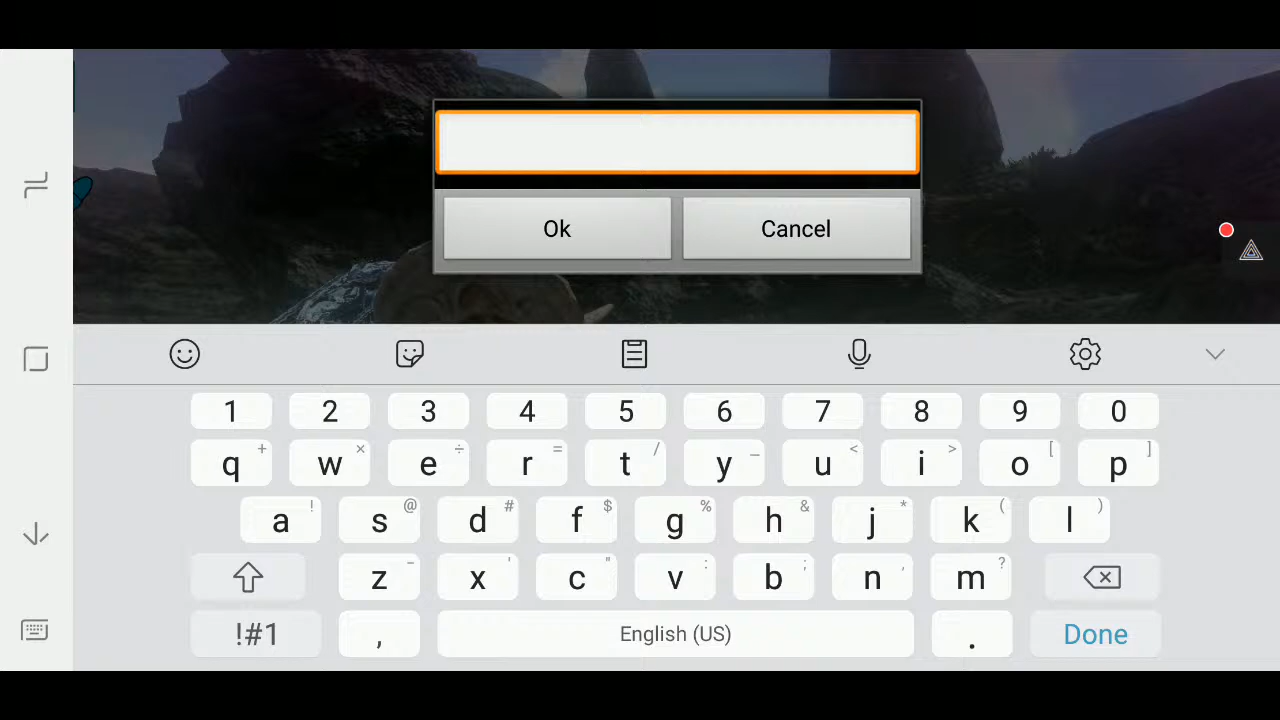 Ok Cancel
1 2 3 4 5 6 7 8 9 0
q + w × e ÷ r = t / y _ u < i > o [ p ]
a ! s @ d # f $ g % h & j * k ( l )
z - x ' c " v : b ; n , m ?
!#1 , English (US) . Done